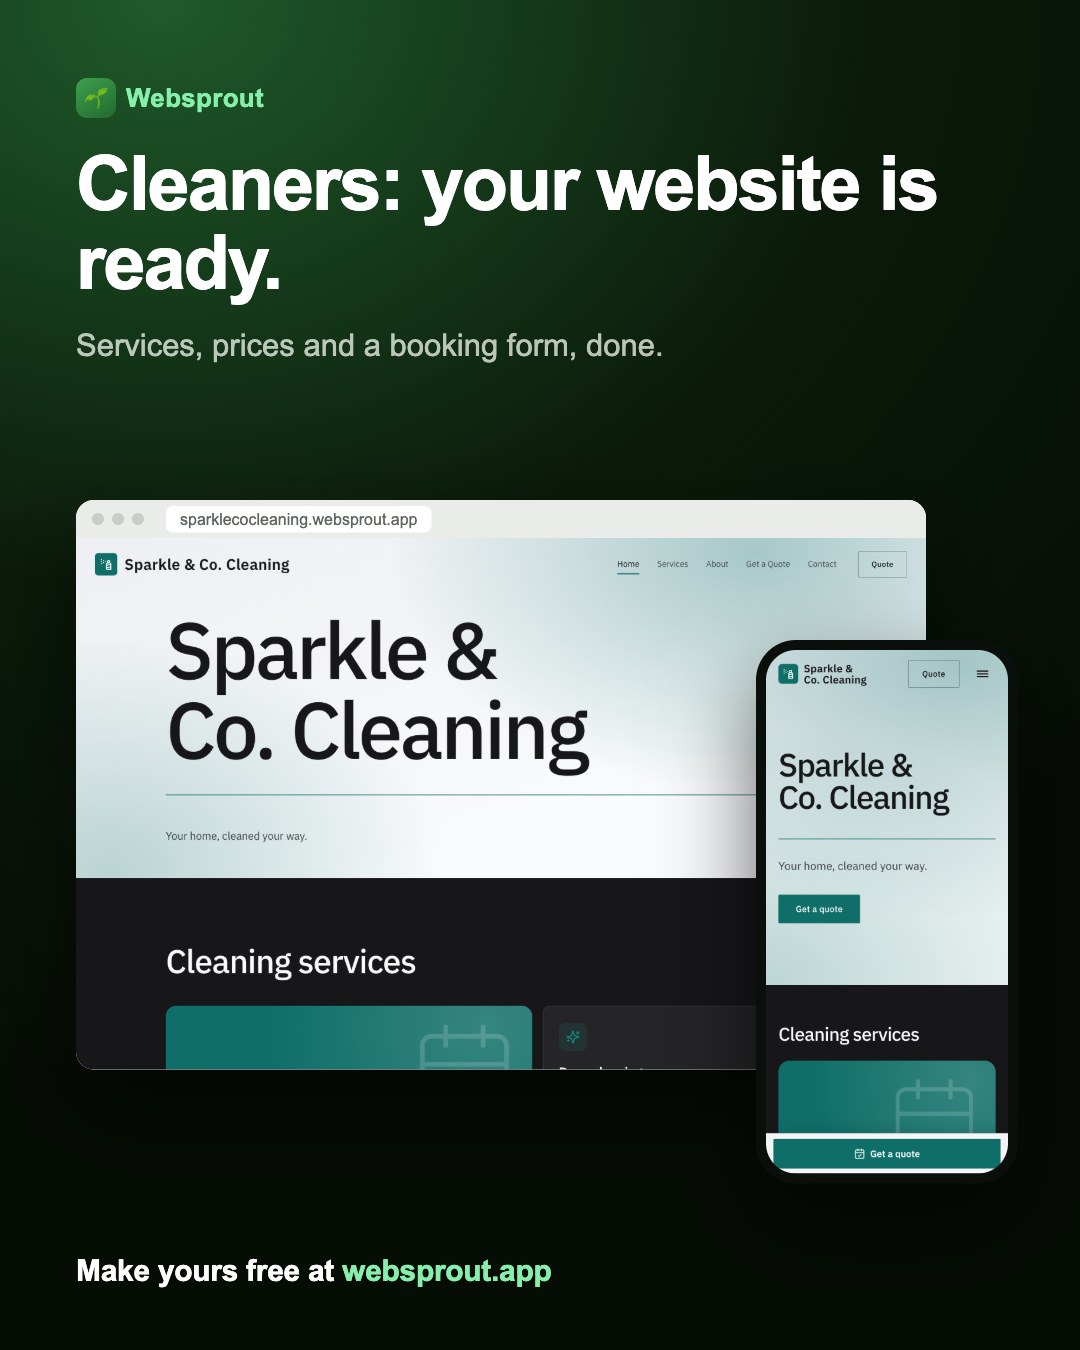 Websprout
Cleaners: your website is
ready.
Services, prices and a booking form, done.
sparklecocleaning.websprout.app
Sparkle & Co. Cleaning
Home Services About Get a Quote Contact Quote
Sparkle &
Co. Cleaning
Your home, cleaned your way.
Cleaning services
Sparkle &
Co. Cleaning
Quote
Sparkle &
Co. Cleaning
Your home, cleaned your way.
Get a quote
Cleaning services
Get a quote
Make yours free at websprout.app